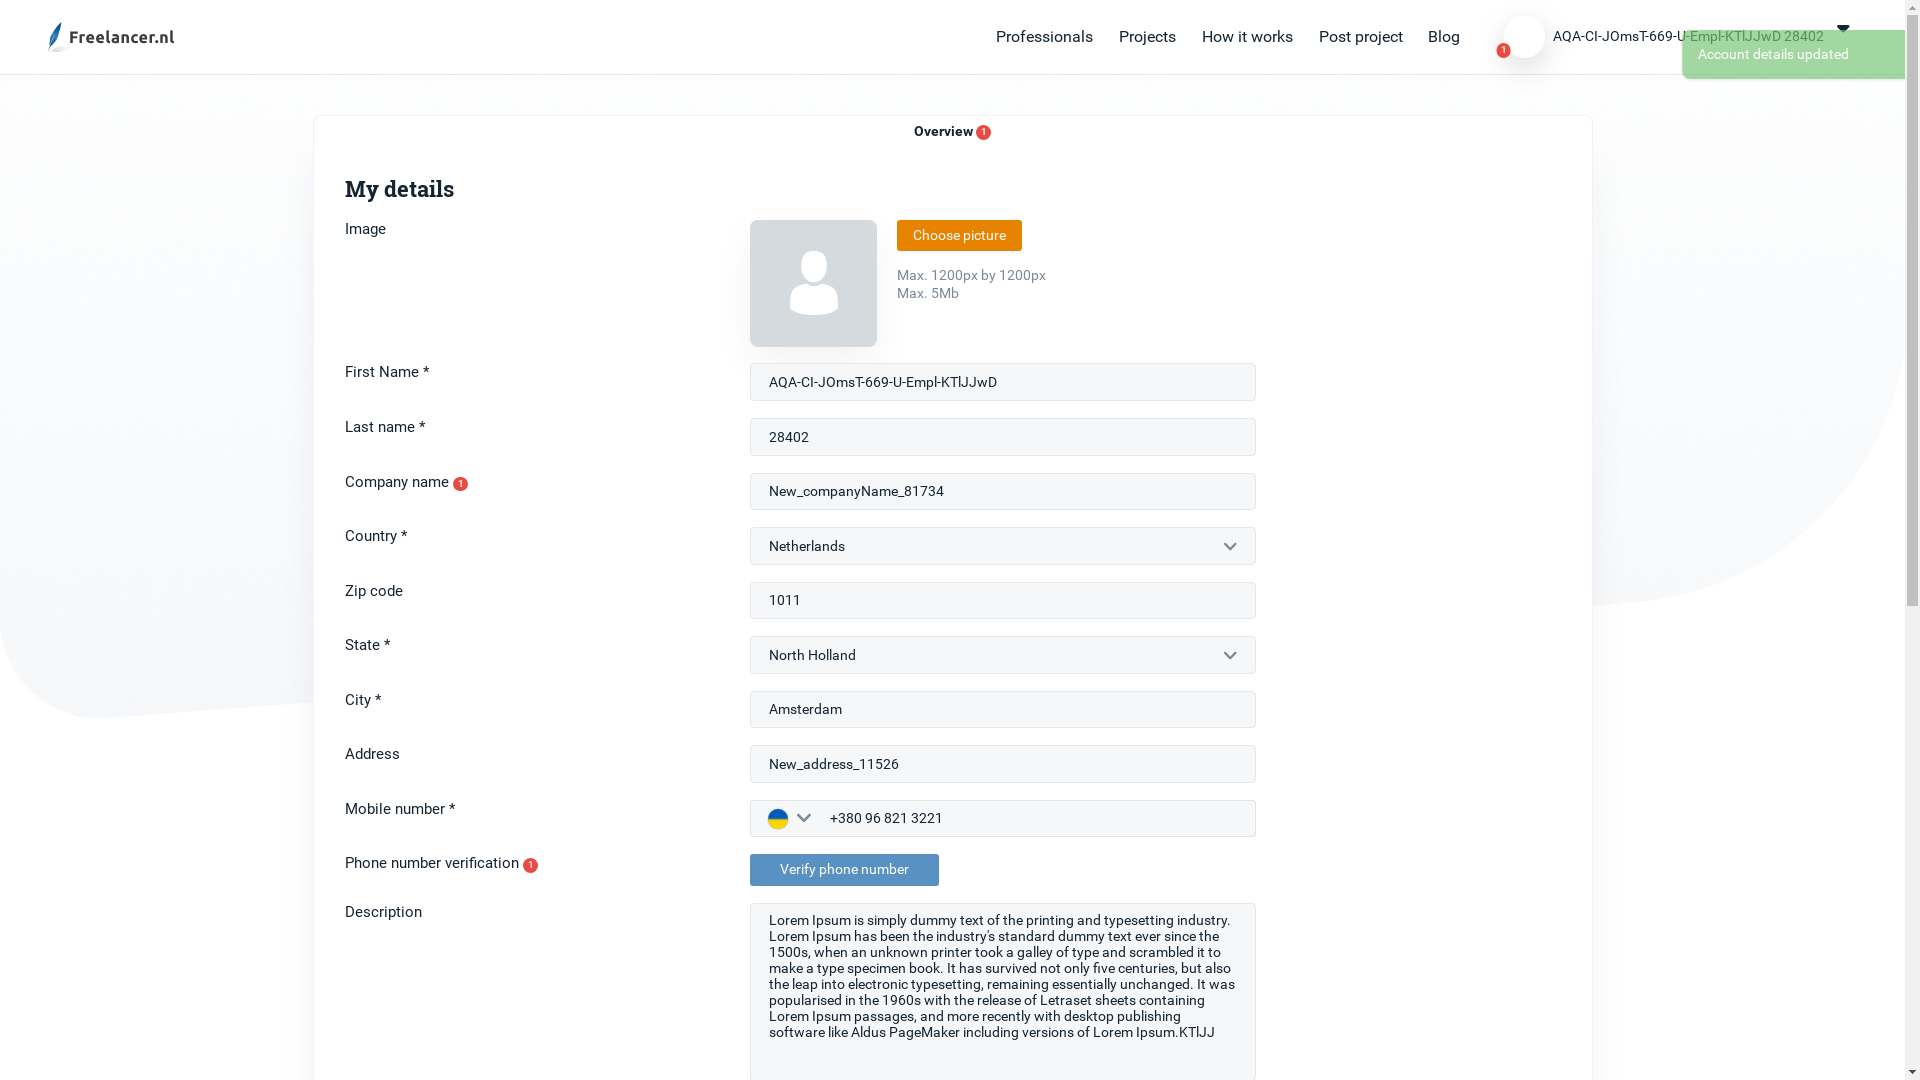 Freelancer.nl
Professionals
Projects
How it works
Post project
Blog
1
AQA-CI-JOmsT-669-U-Empl-KTlJJwD 28402
Account details updated
Overview 1
My details
Image
Choose picture
Max. 1200px by 1200px
Max. 5Mb
First Name *
AQA-CI-JOmsT-669-U-Empl-KTlJJwD
Last name *
28402
Company name 1
New_companyName_81734
Country *
Netherlands
Zip code
1011
State *
North Holland
City *
Amsterdam
Address
New_address_11526
Mobile number *
+380 96 821 3221
Phone number verification 1
Verify phone number
Description
Lorem Ipsum is simply dummy text of the printing and typesetting industry.
Lorem Ipsum has been the industry's standard dummy text ever since the
1500s, when an unknown printer took a galley of type and scrambled it to
make a type specimen book. It has survived not only five centuries, but also
the leap into electronic typesetting, remaining essentially unchanged. It was
popularised in the 1960s with the release of Letraset sheets containing
Lorem Ipsum passages, and more recently with desktop publishing
software like Aldus PageMaker including versions of Lorem Ipsum.KTlJJ